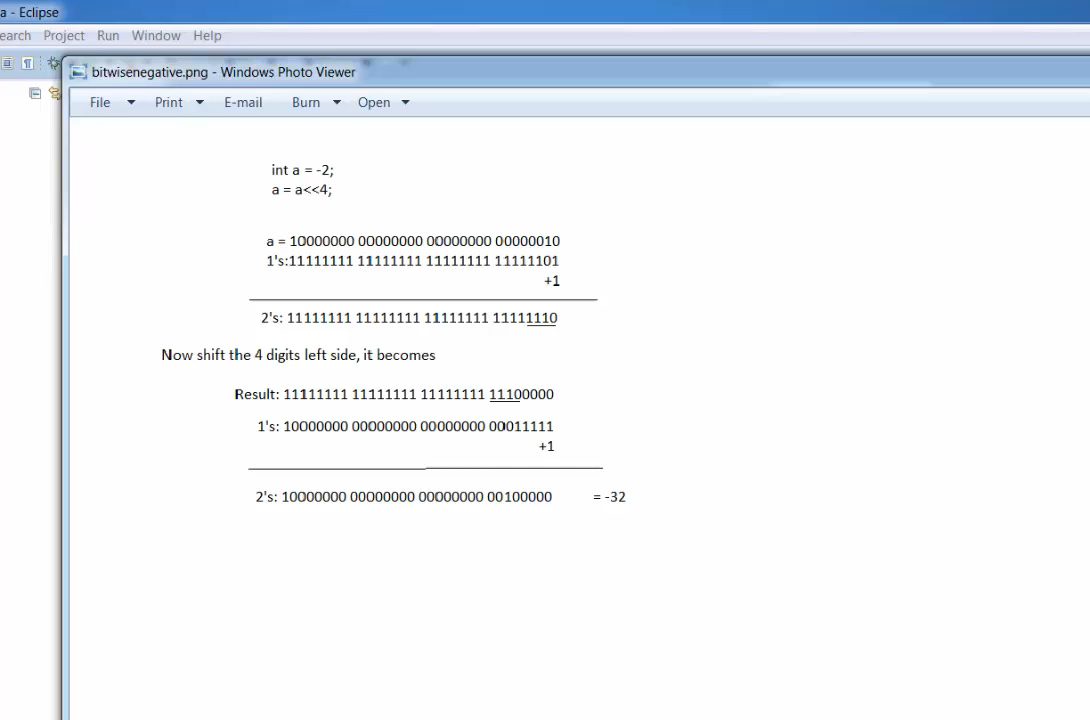 a - Eclipse
earch Project Run Window Help
bitwisenegative.png - Windows Photo Viewer
File Print E-mail Burn Open
int a = -2;
a = a<<4;
a = 10000000 00000000 00000000 00000010
1's:11111111 11111111 11111111 11111101
+1
2's: 11111111 11111111 11111111 11111110
Now shift the 4 digits left side, it becomes
Result: 11111111 11111111 11111111 11100000
1's: 10000000 00000000 00000000 00011111
+1
2's: 10000000 00000000 00000000 00100000 = -32